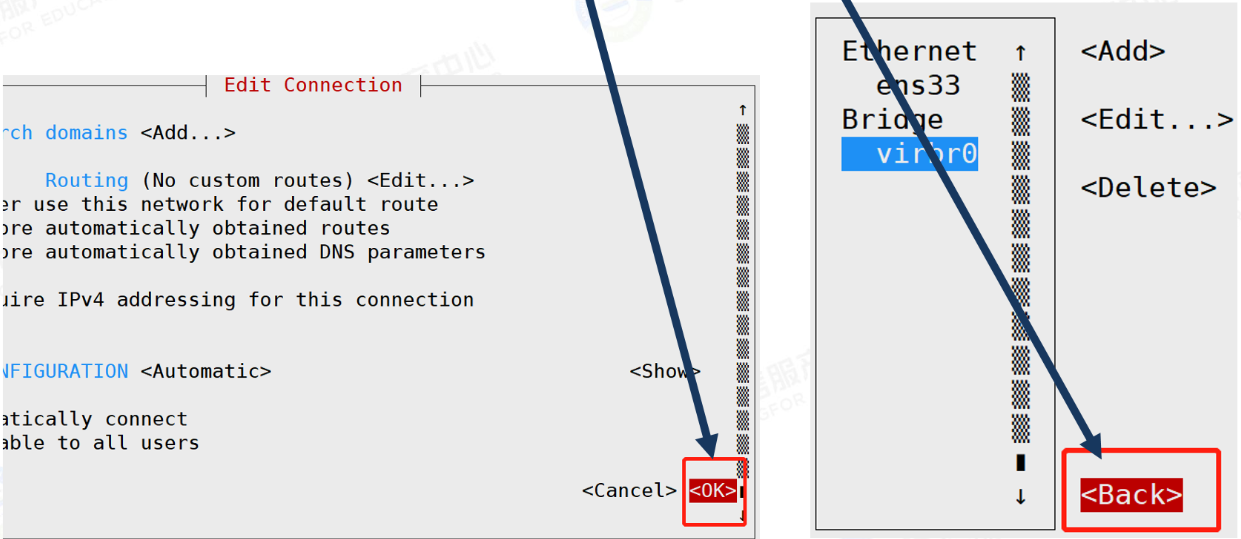 Edit Connection
rch domains <Add...>
Routing (No custom routes) <Edit...>
er use this network for default route
ore automatically obtained routes
ore automatically obtained DNS parameters
uire IPv4 addressing for this connection
NFIGURATION <Automatic> <Show>
atically connect
able to all users
<Cancel> <OK>
Ethernet
ens33
Bridge
virbr0
<Add>
<Edit...>
<Delete>
<Back>